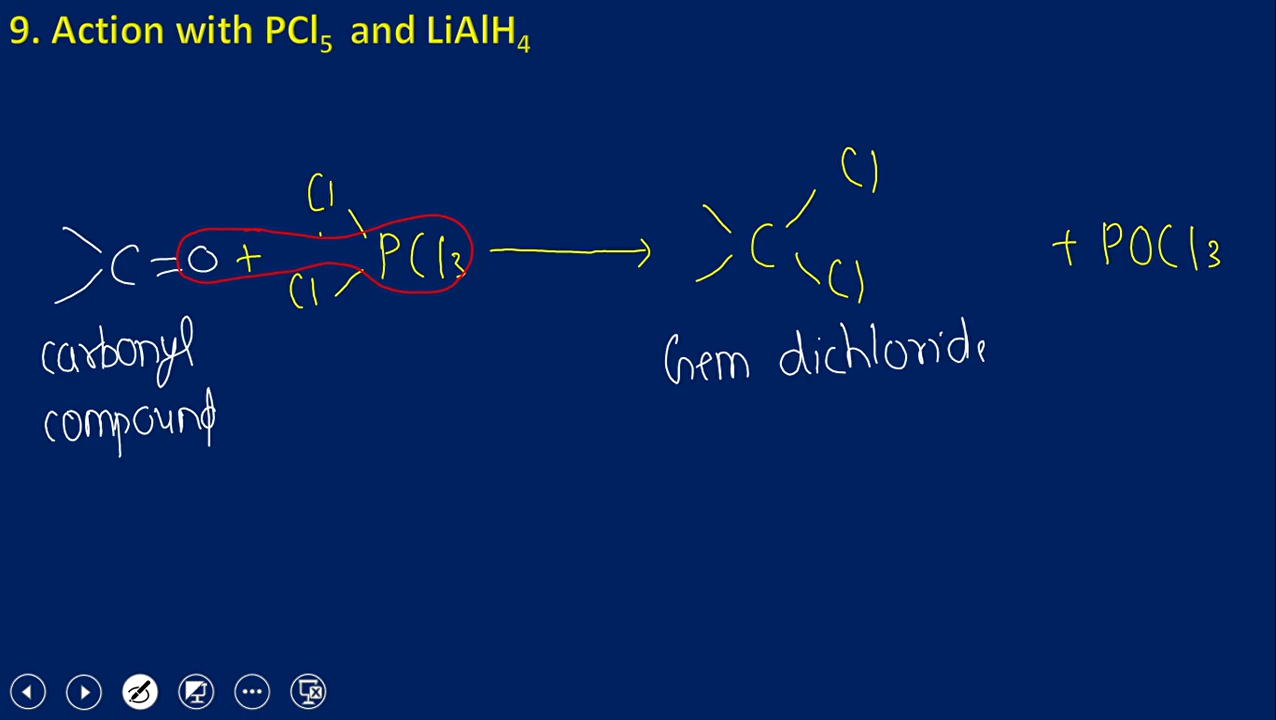 9. Action with PCl₅ and LiAlH₄
Cl
C=O + PCl₃ → C Cl + POCl₃
Cl Cl
carbonyl Gem dichloride
compound